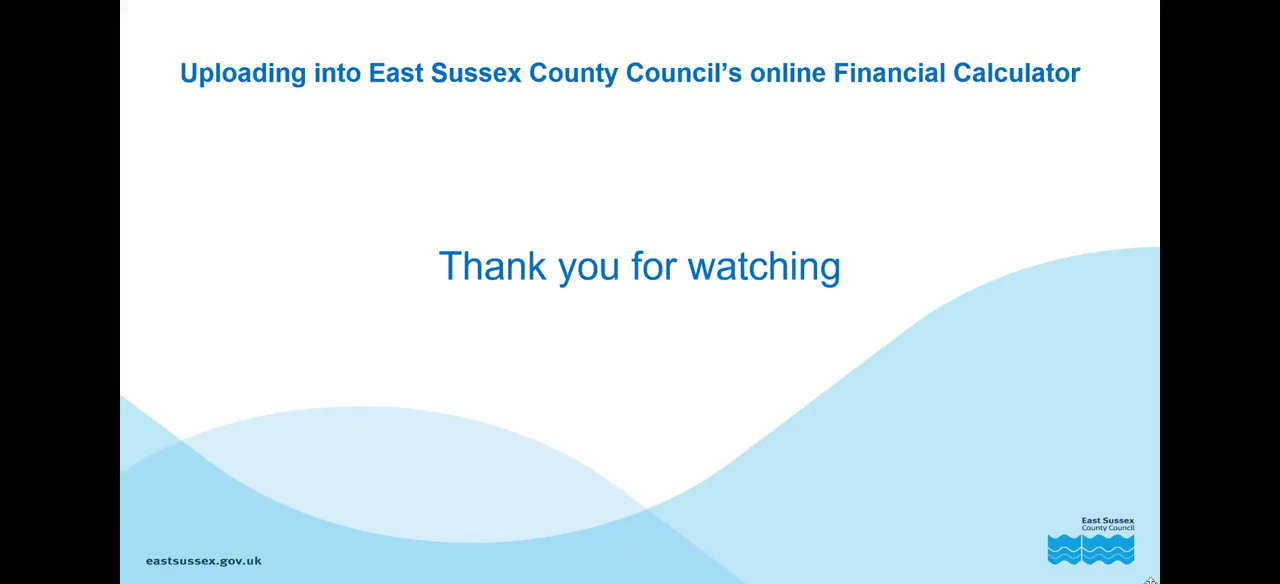 Uploading into East Sussex County Council’s online Financial Calculator
Thank you for watching
East Sussex
County Council
eastsussex.gov.uk